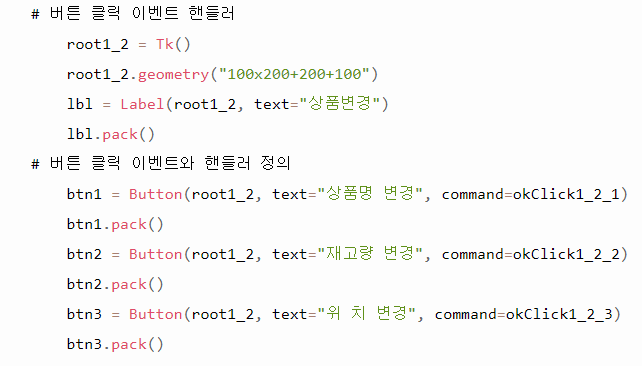 # 버튼 클릭 이벤트 핸들러
    root1_2 = Tk()
    root1_2.geometry("100x200+200+100")
    lbl = Label(root1_2, text="상품변경")
    lbl.pack()
# 버튼 클릭 이벤트와 핸들러 정의
    btn1 = Button(root1_2, text="상품명 변경", command=okClick1_2_1)
    btn1.pack()
    btn2 = Button(root1_2, text="재고량 변경", command=okClick1_2_2)
    btn2.pack()
    btn3 = Button(root1_2, text="위 치 변경", command=okClick1_2_3)
    btn3.pack()